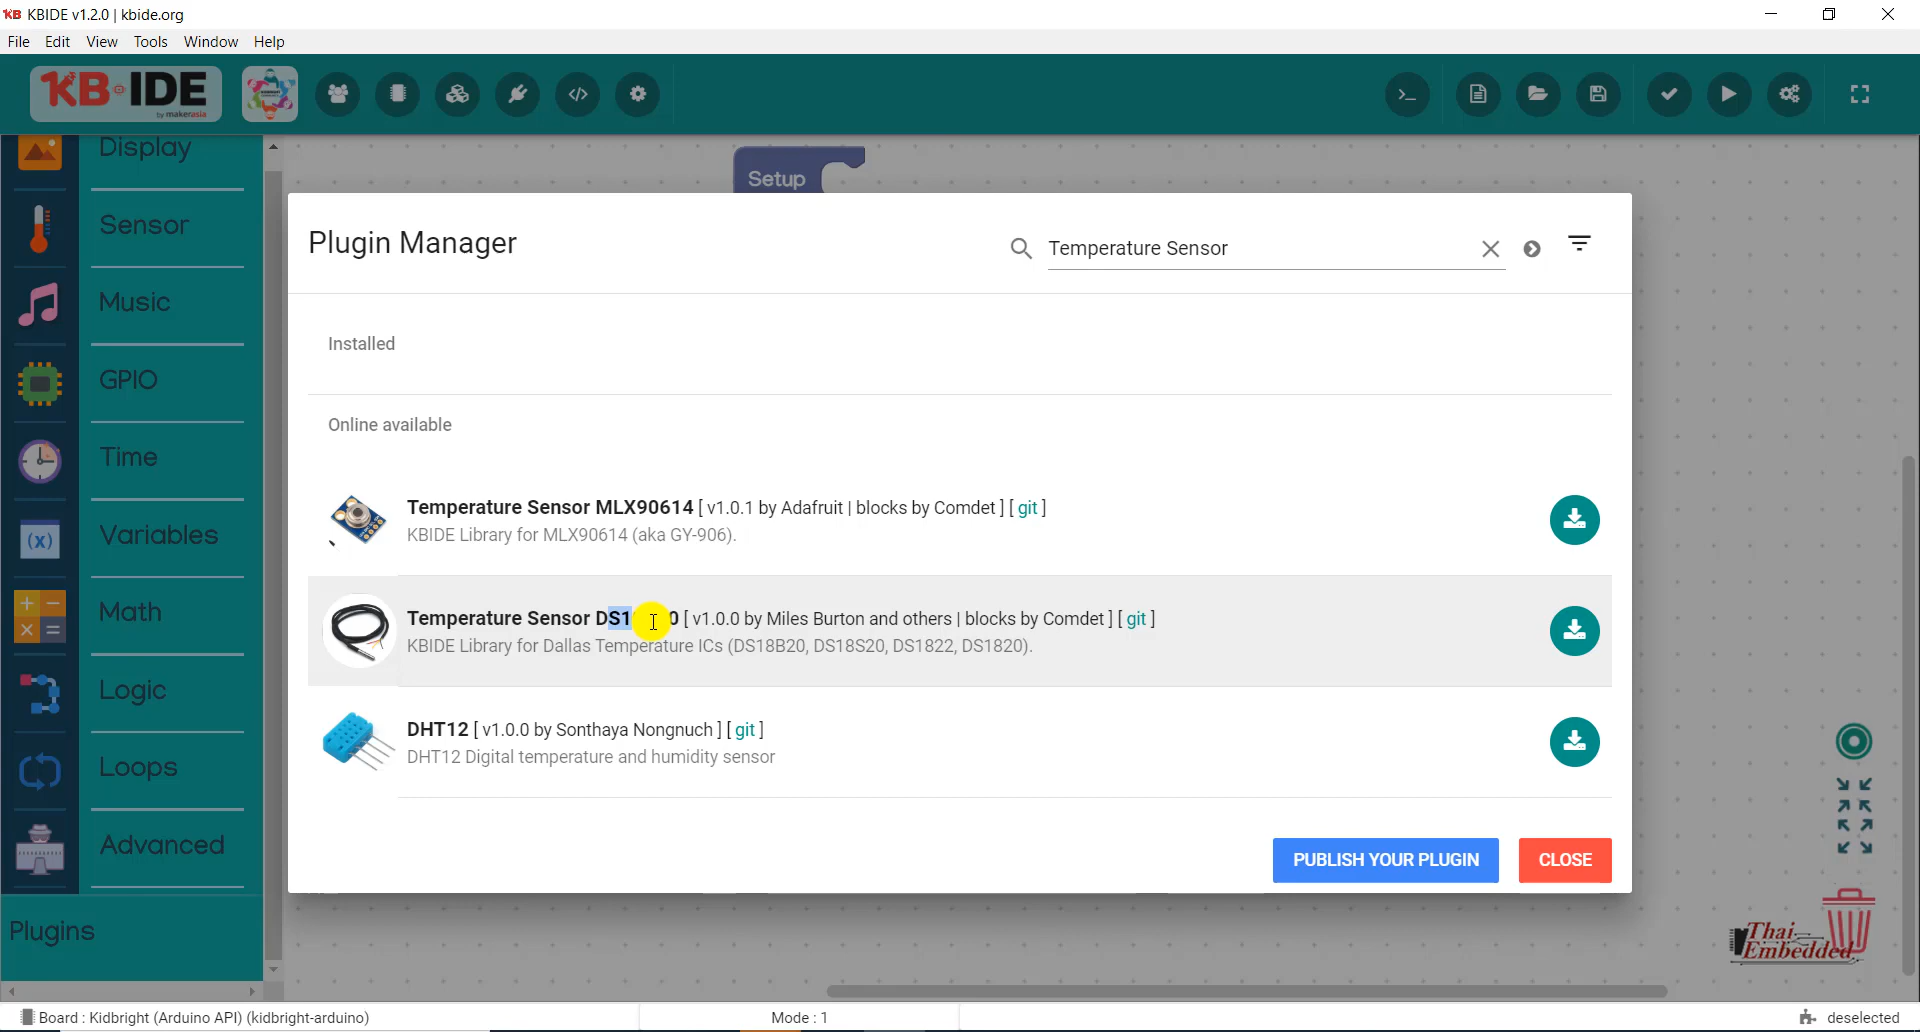 KB KBIDE v1.2.0 | kbide.org
File Edit View Tools Window Help
KB IDE
by makerasia
Display
Sensor
Music
GPIO
Time
Variables
Math
Logic
Loops
Advanced
Plugins
Setup
Plugin Manager
Temperature Sensor
Installed
Online available
Temperature Sensor MLX90614 [ v1.0.1 by Adafruit | blocks by Comdet ] [ git ]
KBIDE Library for MLX90614 (aka GY-906).
Temperature Sensor DS1 0 [ v1.0.0 by Miles Burton and others | blocks by Comdet ] [ git ]
KBIDE Library for Dallas Temperature ICs (DS18B20, DS18S20, DS1822, DS1820).
DHT12 [ v1.0.0 by Sonthaya Nongnuch ] [ git ]
DHT12 Digital temperature and humidity sensor
PUBLISH YOUR PLUGIN CLOSE
Thai
Embedded
Board : Kidbright (Arduino API) (kidbright-arduino) Mode : 1 deselected